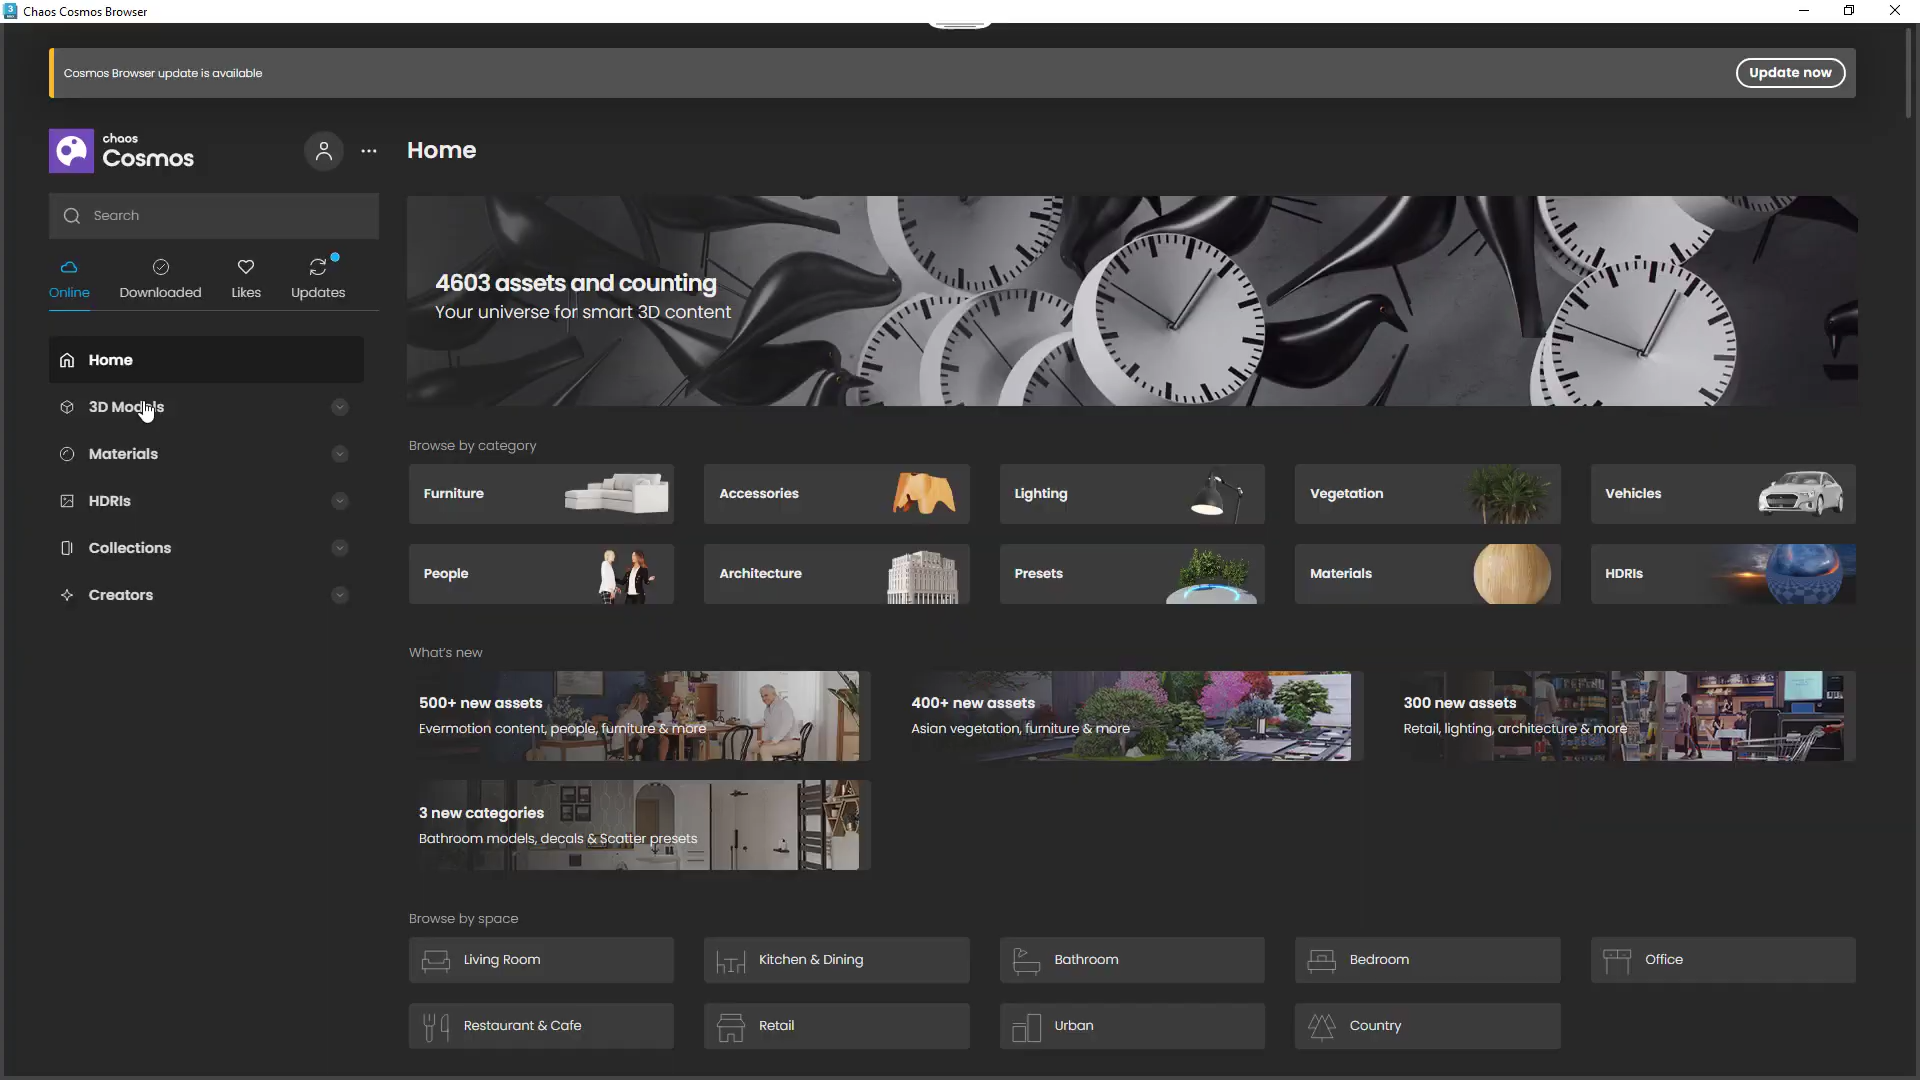 Chaos Cosmos Browser
Cosmos Browser update is available
Update now
chaos
Cosmos
Home
Search
Online
Downloaded
Likes
Updates
4603 assets and counting
Your universe for smart 3D content
Home
3D Models
Materials
HDRIs
Collections
Creators
Browse by category
Furniture
Accessories
Lighting
Vegetation
Vehicles
People
Architecture
Presets
Materials
HDRIs
What's new
500+ new assets
Evermotion content, people, furniture & more
400+ new assets
Asian vegetation, furniture & more
300 new assets
Retail, lighting, architecture & more
3 new categories
Bathroom models, decals & Scatter presets
Browse by space
Living Room
Kitchen & Dining
Bathroom
Bedroom
Office
Restaurant & Cafe
Retail
Urban
Country